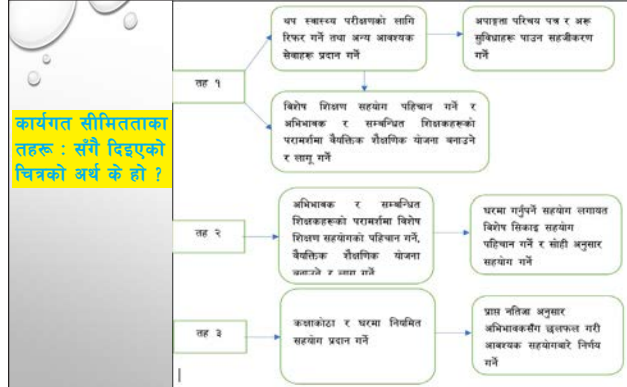 कार्यगत सीमितताका
तहरू : सँगै दिइएको
चित्रको अर्थ के हो ?
तह १
थप स्वास्थ्य परीक्षणको लागि
रिफर गर्ने तथा अन्य आवश्यक
सेवाहरू प्रदान गर्ने
अपाङ्गता परिचय पत्र र अरू
सुविधाहरू पाउन सहजीकरण
गर्ने
विशेष शिक्षण सहयोग पहिचान गर्ने र
अभिभावक र सम्बन्धित शिक्षकहरूको
परामर्शमा वैयक्तिक शैक्षणिक योजना बनाउने
र लागू गर्ने
तह २
अभिभावक र सम्बन्धित
शिक्षकहरूको परामर्शमा विशेष
शिक्षण सहयोगको पहिचान गर्ने,
वैयक्तिक शैक्षणिक योजना
बनाउने र लागू गर्ने
घरमा गर्नुपर्ने सहयोग लगायत
विशेष सिकाइ सहयोग
पहिचान गर्ने र सोही अनुसार
सहयोग गर्ने
तह ३
कक्षाकोठा र घरमा नियमित
सहयोग प्रदान गर्ने
प्राप्त नतिजा अनुसार
अभिभावकसँग छलफल गरी
आवश्यक सहयोगबारे निर्णय
गर्ने